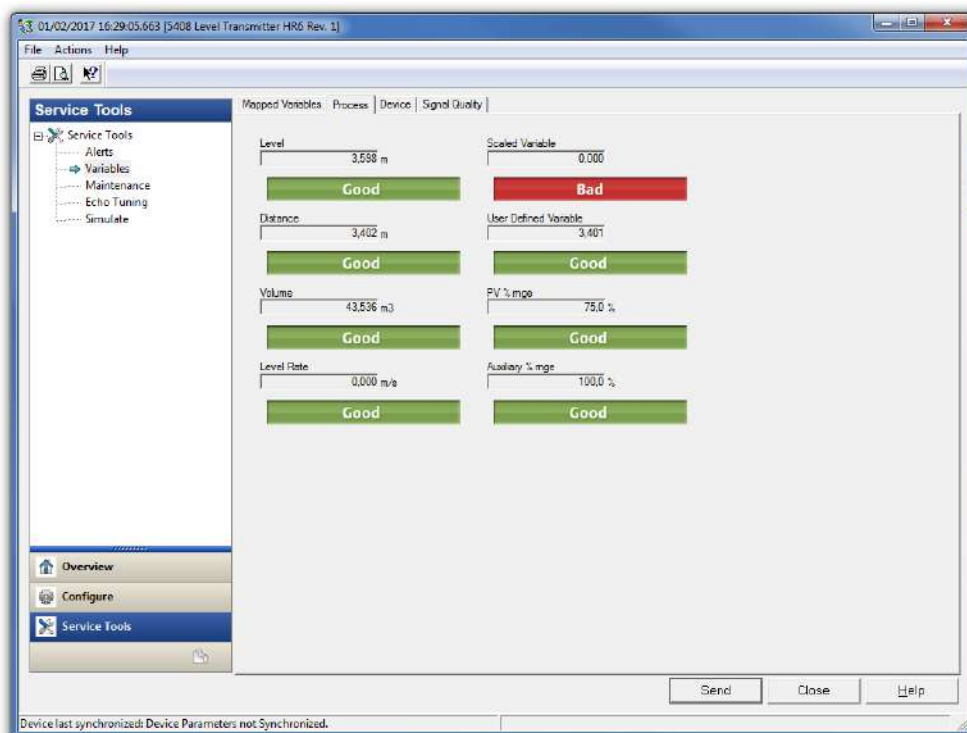 01/02/2017 16:29:05.663 [5408 Level Transmitter HR6 Rev. 1]
File Actions Help
Service Tools
Service Tools
Alerts
Variables
Maintenance
Echo Tuning
Simulate
Overview
Configure
Service Tools
Mapped Variables Process Device Signal Quality
Level
3,598 m
Good
Scaled Variable
0.000
Bad
Distance
3,402 m
Good
User Defined Variable
3,401
Good
Volume
43,536 m3
Good
PV % rnge
75,0 %
Good
Level Rate
0,000 m/s
Good
Auxiliary % rnge
100,0 %
Good
Send Close Help
Device last synchronized: Device Parameters not Synchronized.